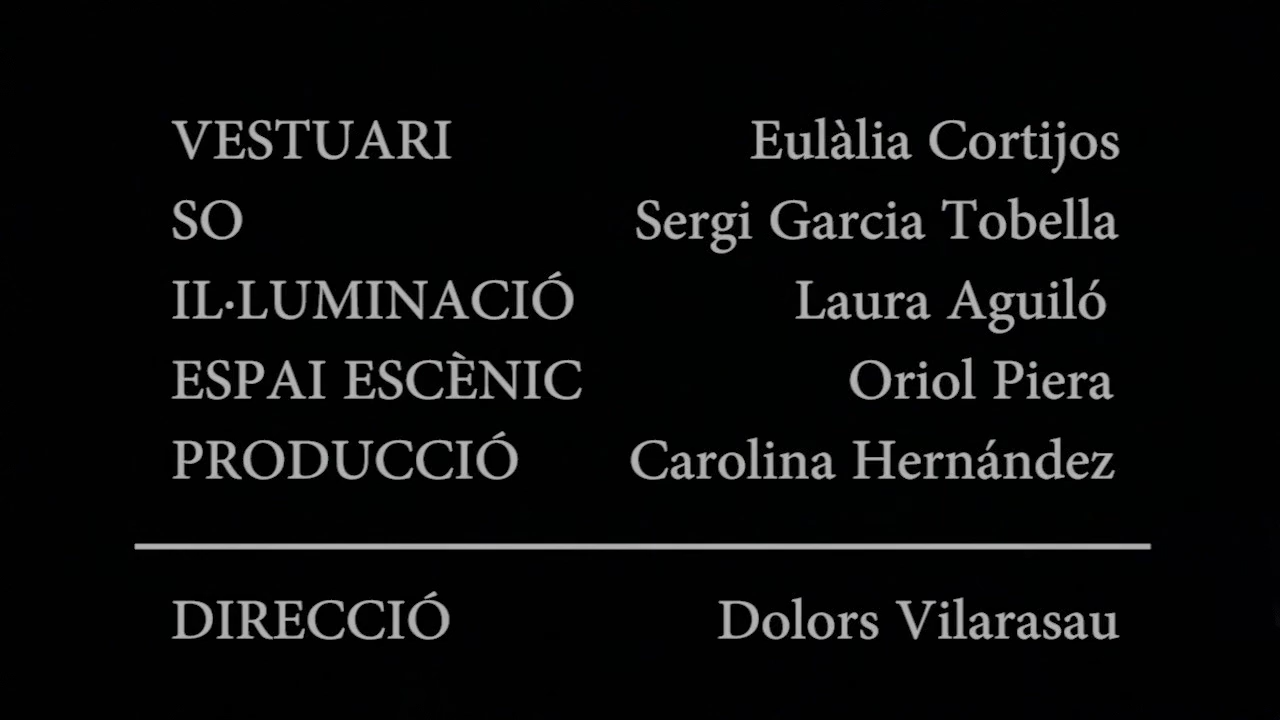 VESTUARI Eulàlia Cortijos
SO Sergi Garcia Tobella
IL·LUMINACIÓ Laura Aguiló
ESPAI ESCÈNIC Oriol Piera
PRODUCCIÓ Carolina Hernández
DIRECCIÓ Dolors Vilarasau